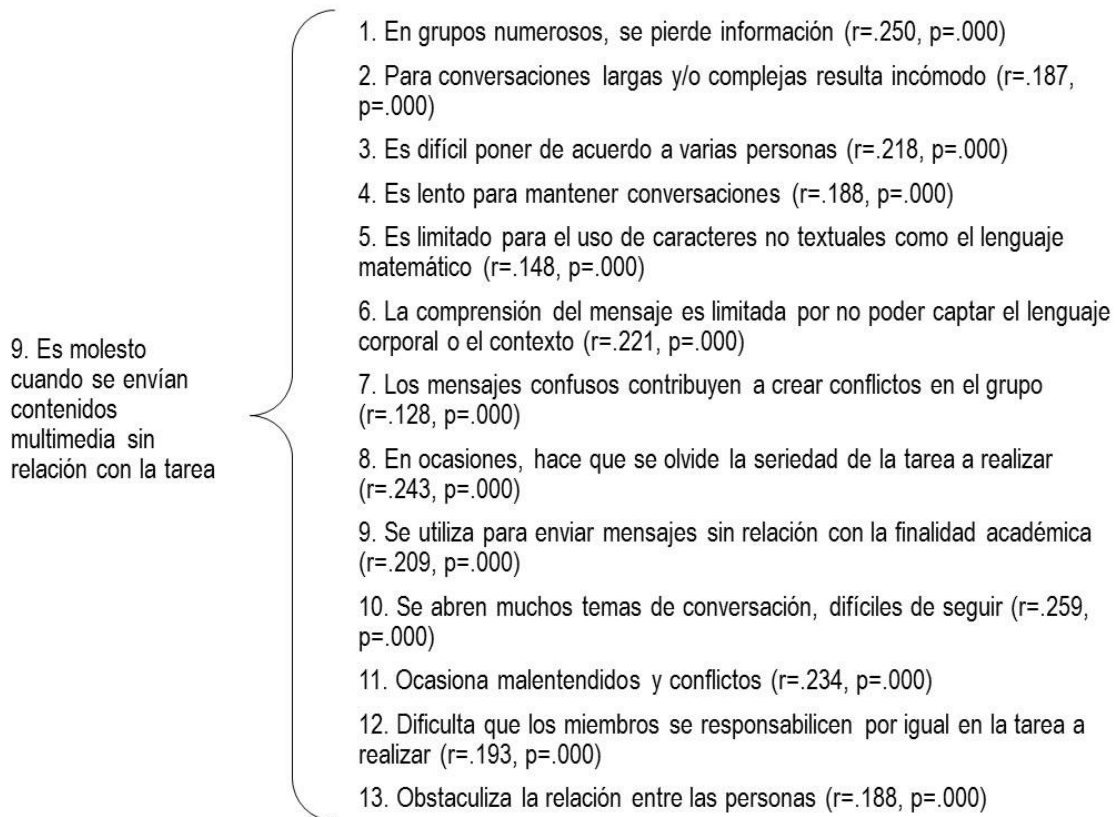 9. Es molesto
cuando se envían
contenidos
multimedia sin
relación con la tarea
1. En grupos numerosos, se pierde información (r=.250, p=.000)
2. Para conversaciones largas y/o complejas resulta incómodo (r=.187,
p=.000)
3. Es difícil poner de acuerdo a varias personas (r=.218, p=.000)
4. Es lento para mantener conversaciones (r=.188, p=.000)
5. Es limitado para el uso de caracteres no textuales como el lenguaje
matemático (r=.148, p=.000)
6. La comprensión del mensaje es limitada por no poder captar el lenguaje
corporal o el contexto (r=.221, p=.000)
7. Los mensajes confusos contribuyen a crear conflictos en el grupo
(r=.128, p=.000)
8. En ocasiones, hace que se olvide la seriedad de la tarea a realizar
(r=.243, p=.000)
9. Se utiliza para enviar mensajes sin relación con la finalidad académica
(r=.209, p=.000)
10. Se abren muchos temas de conversación, difíciles de seguir (r=.259,
p=.000)
11. Ocasiona malentendidos y conflictos (r=.234, p=.000)
12. Dificulta que los miembros se responsabilicen por igual en la tarea a
realizar (r=.193, p=.000)
13. Obstaculiza la relación entre las personas (r=.188, p=.000)